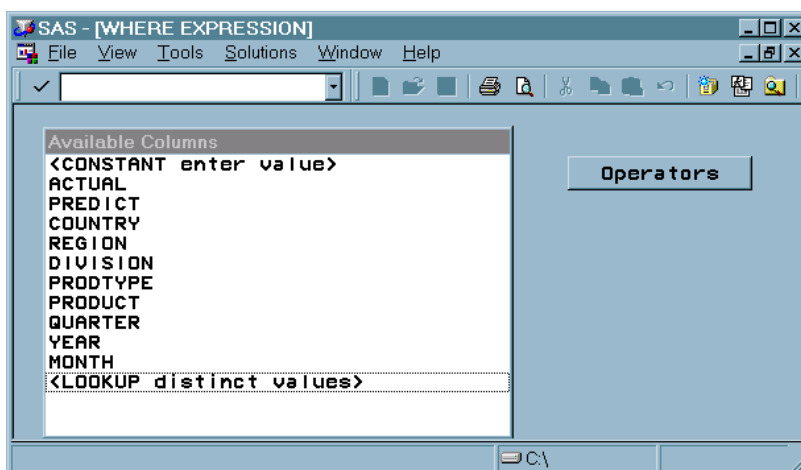 SAS - [WHERE EXPRESSION]
File View Tools Solutions Window Help
Available Columns
<CONSTANT enter value>
ACTUAL
PREDICT
COUNTRY
REGION
DIVISION
PRODTYPE
PRODUCT
QUARTER
YEAR
MONTH
<LOOKUP distinct values>
Operators
C:\